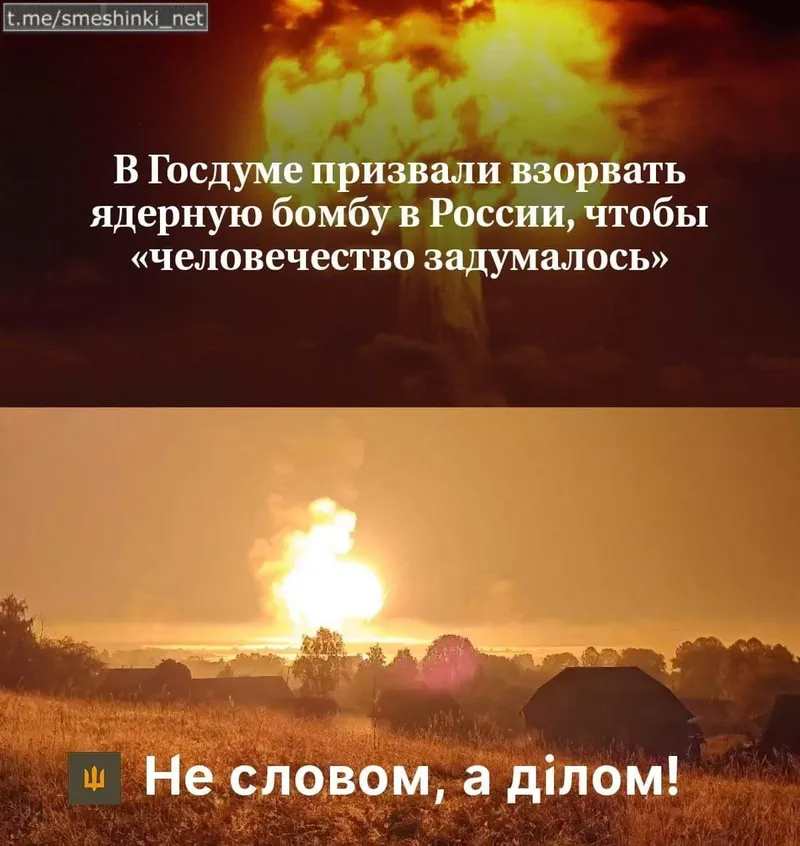 t.me/smeshinki_net
В Госдуме призвали взорвать
ядерную бомбу в России, чтобы
«человечество задумалось»
Не словом, а ділом!